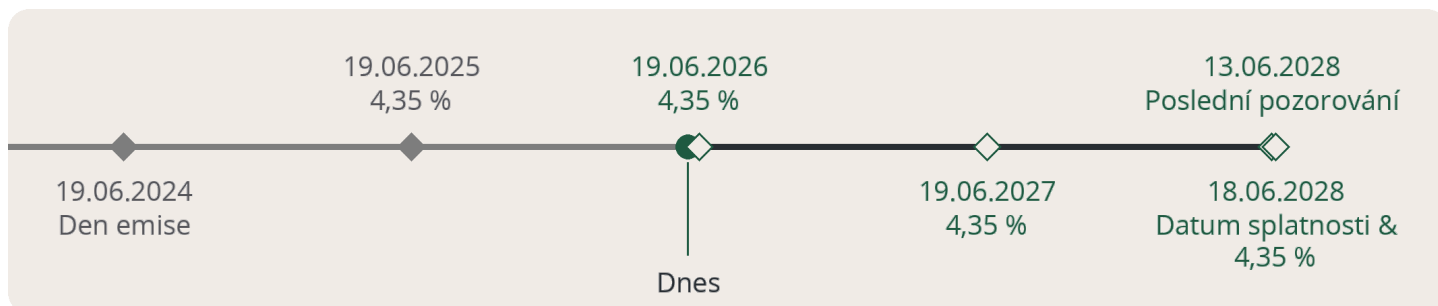 19.06.2025
4,35 %
19.06.2026
4,35 %
13.06.2028
Poslední pozorování
19.06.2024
Den emise
19.06.2027
4,35 %
18.06.2028
Datum splatnosti &
4,35 %
Dnes